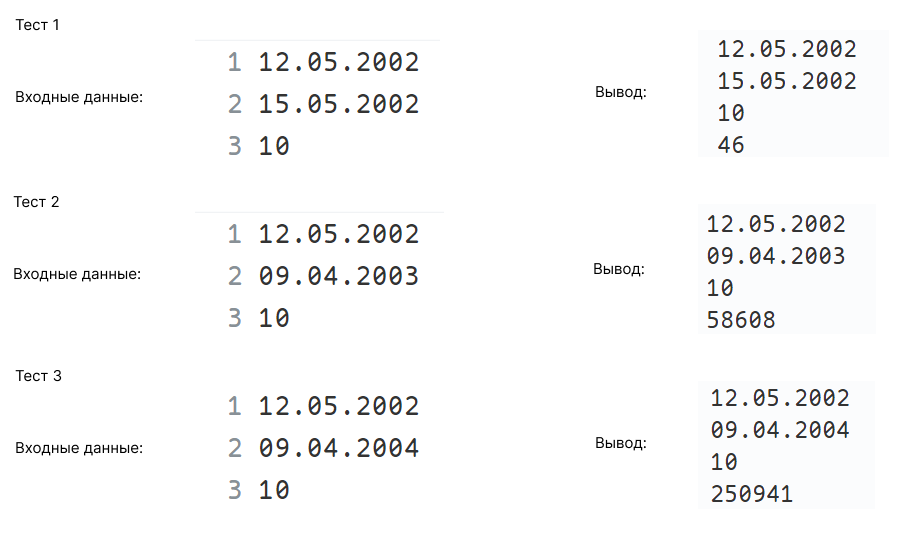 Тест 1
Входные данные:
1 12.05.2002
2 15.05.2002
3 10
Вывод:
12.05.2002
15.05.2002
10
46
Тест 2
Входные данные:
1 12.05.2002
2 09.04.2003
3 10
Вывод:
12.05.2002
09.04.2003
10
58608
Тест 3
Входные данные:
1 12.05.2002
2 09.04.2004
3 10
Вывод:
12.05.2002
09.04.2004
10
250941